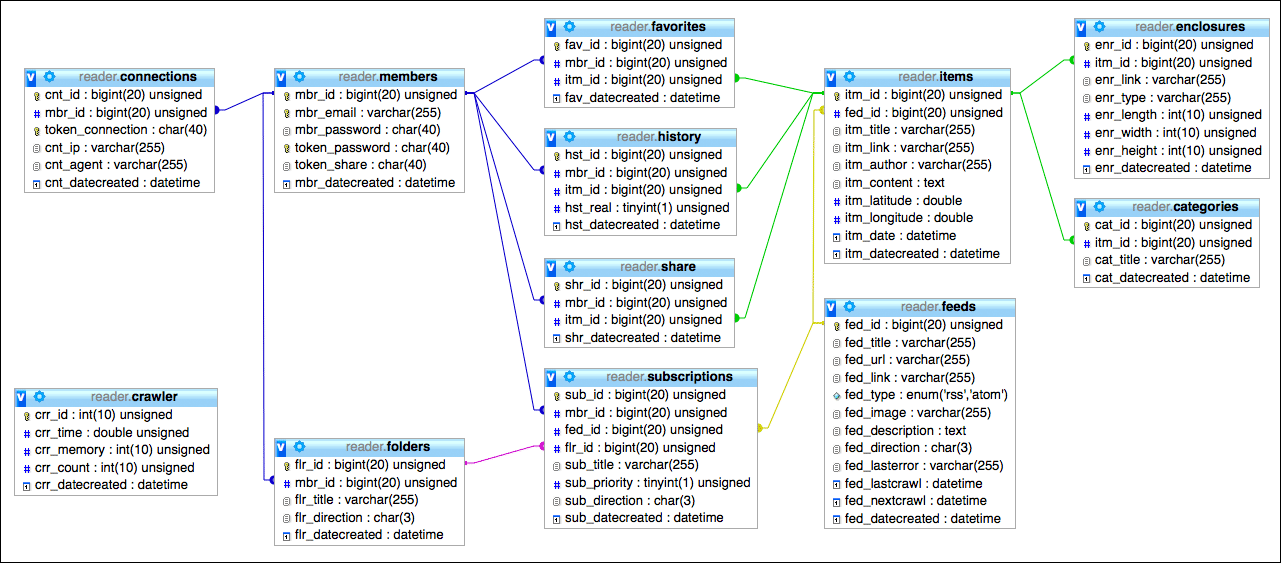 reader.connections
cnt_id : bigint(20) unsigned
mbr_id : bigint(20) unsigned
token_connection : char(40)
cnt_ip : varchar(255)
cnt_agent : varchar(255)
cnt_datecreated : datetime
reader.members
mbr_id : bigint(20) unsigned
mbr_email : varchar(255)
mbr_password : char(40)
token_password : char(40)
token_share : char(40)
mbr_datecreated : datetime
reader.favorites
fav_id : bigint(20) unsigned
mbr_id : bigint(20) unsigned
itm_id : bigint(20) unsigned
fav_datecreated : datetime
reader.history
hst_id : bigint(20) unsigned
mbr_id : bigint(20) unsigned
itm_id : bigint(20) unsigned
hst_real : tinyint(1) unsigned
hst_datecreated : datetime
reader.share
shr_id : bigint(20) unsigned
mbr_id : bigint(20) unsigned
itm_id : bigint(20) unsigned
shr_datecreated : datetime
reader.subscriptions
sub_id : bigint(20) unsigned
mbr_id : bigint(20) unsigned
fed_id : bigint(20) unsigned
flr_id : bigint(20) unsigned
sub_title : varchar(255)
sub_priority : tinyint(1) unsigned
sub_direction : char(3)
sub_datecreated : datetime
reader.items
itm_id : bigint(20) unsigned
fed_id : bigint(20) unsigned
itm_title : varchar(255)
itm_link : varchar(255)
itm_author : varchar(255)
itm_content : text
itm_latitude : double
itm_longitude : double
itm_date : datetime
itm_datecreated : datetime
reader.feeds
fed_id : bigint(20) unsigned
fed_title : varchar(255)
fed_url : varchar(255)
fed_link : varchar(255)
fed_type : enum('rss','atom')
fed_image : varchar(255)
fed_description : text
fed_direction : char(3)
fed_lasterror : varchar(255)
fed_lastcrawl : datetime
fed_nextcrawl : datetime
fed_datecreated : datetime
reader.enclosures
enr_id : bigint(20) unsigned
itm_id : bigint(20) unsigned
enr_link : varchar(255)
enr_type : varchar(255)
enr_length : int(10) unsigned
enr_width : int(10) unsigned
enr_height : int(10) unsigned
enr_datecreated : datetime
reader.categories
cat_id : bigint(20) unsigned
itm_id : bigint(20) unsigned
cat_title : varchar(255)
cat_datecreated : datetime
reader.crawler
crr_id : int(10) unsigned
crr_time : double unsigned
crr_memory : int(10) unsigned
crr_count : int(10) unsigned
crr_datecreated : datetime
reader.folders
flr_id : bigint(20) unsigned
mbr_id : bigint(20) unsigned
flr_title : varchar(255)
flr_direction : char(3)
flr_datecreated : datetime